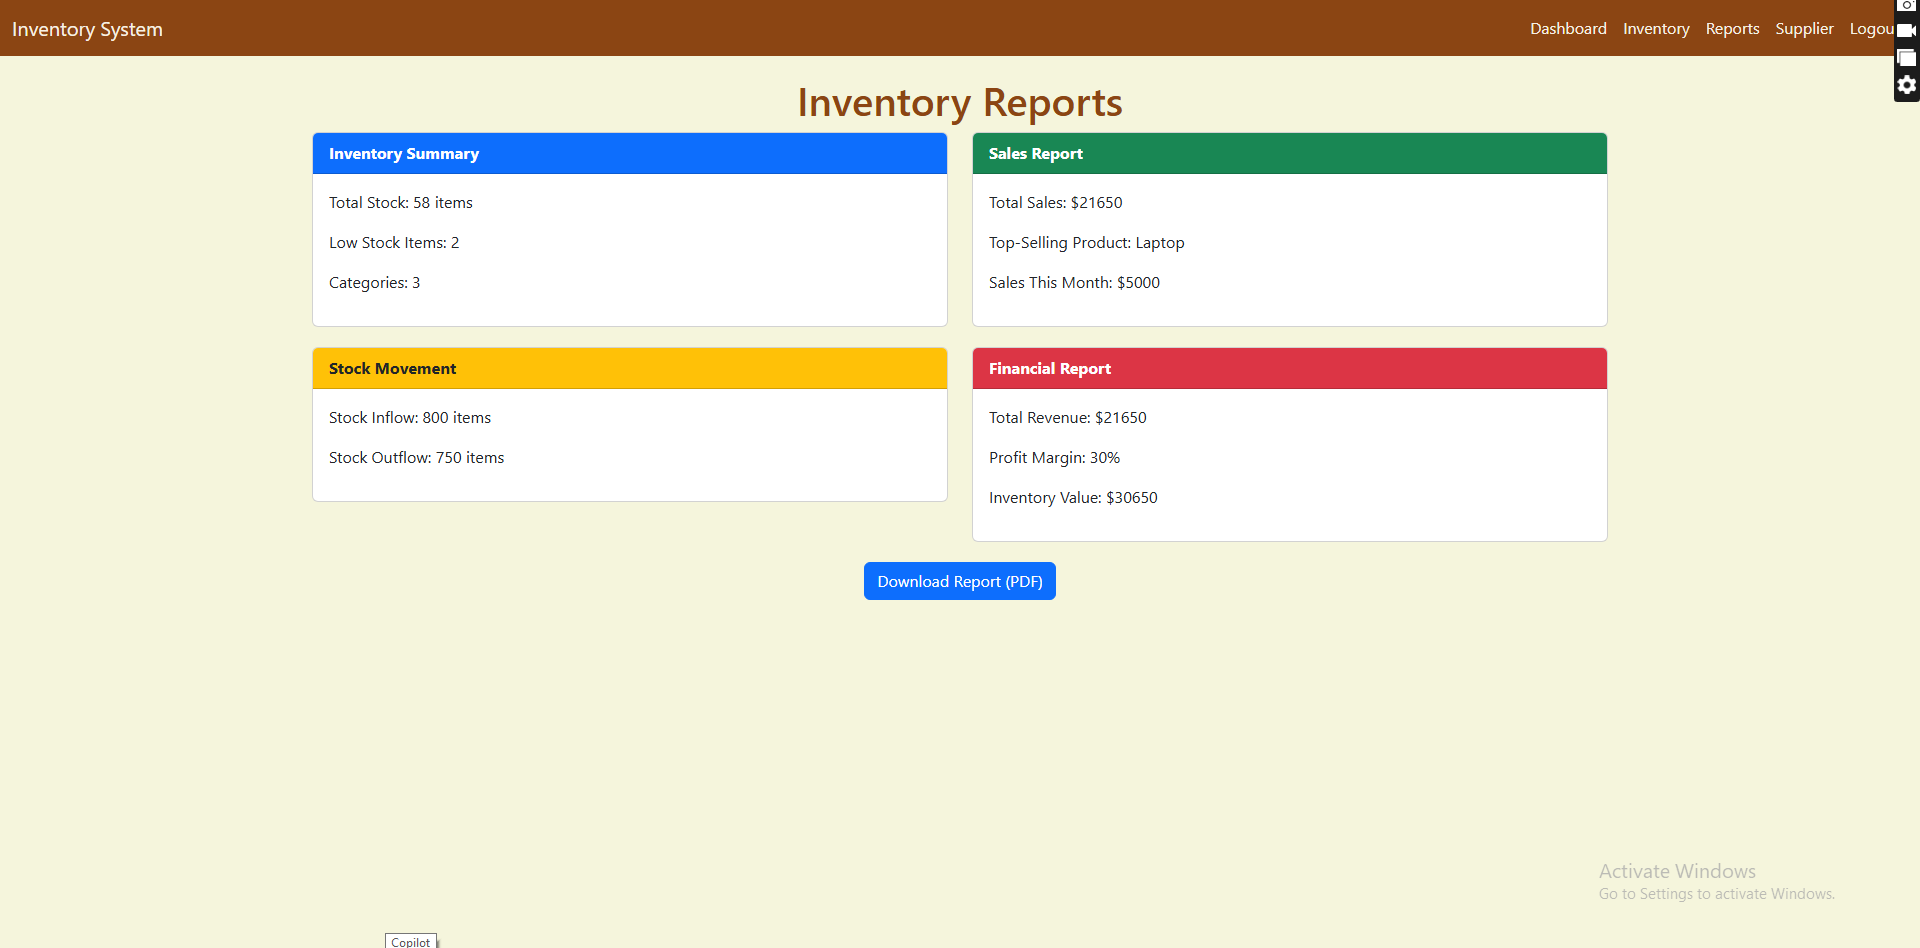 Inventory System
Dashboard Inventory Reports Supplier Logou
Inventory Reports
Inventory Summary
Total Stock: 58 items
Low Stock Items: 2
Categories: 3
Sales Report
Total Sales: $21650
Top-Selling Product: Laptop
Sales This Month: $5000
Stock Movement
Stock Inflow: 800 items
Stock Outflow: 750 items
Financial Report
Total Revenue: $21650
Profit Margin: 30%
Inventory Value: $30650
Download Report (PDF)
Activate Windows
Go to Settings to activate Windows.
Copilot